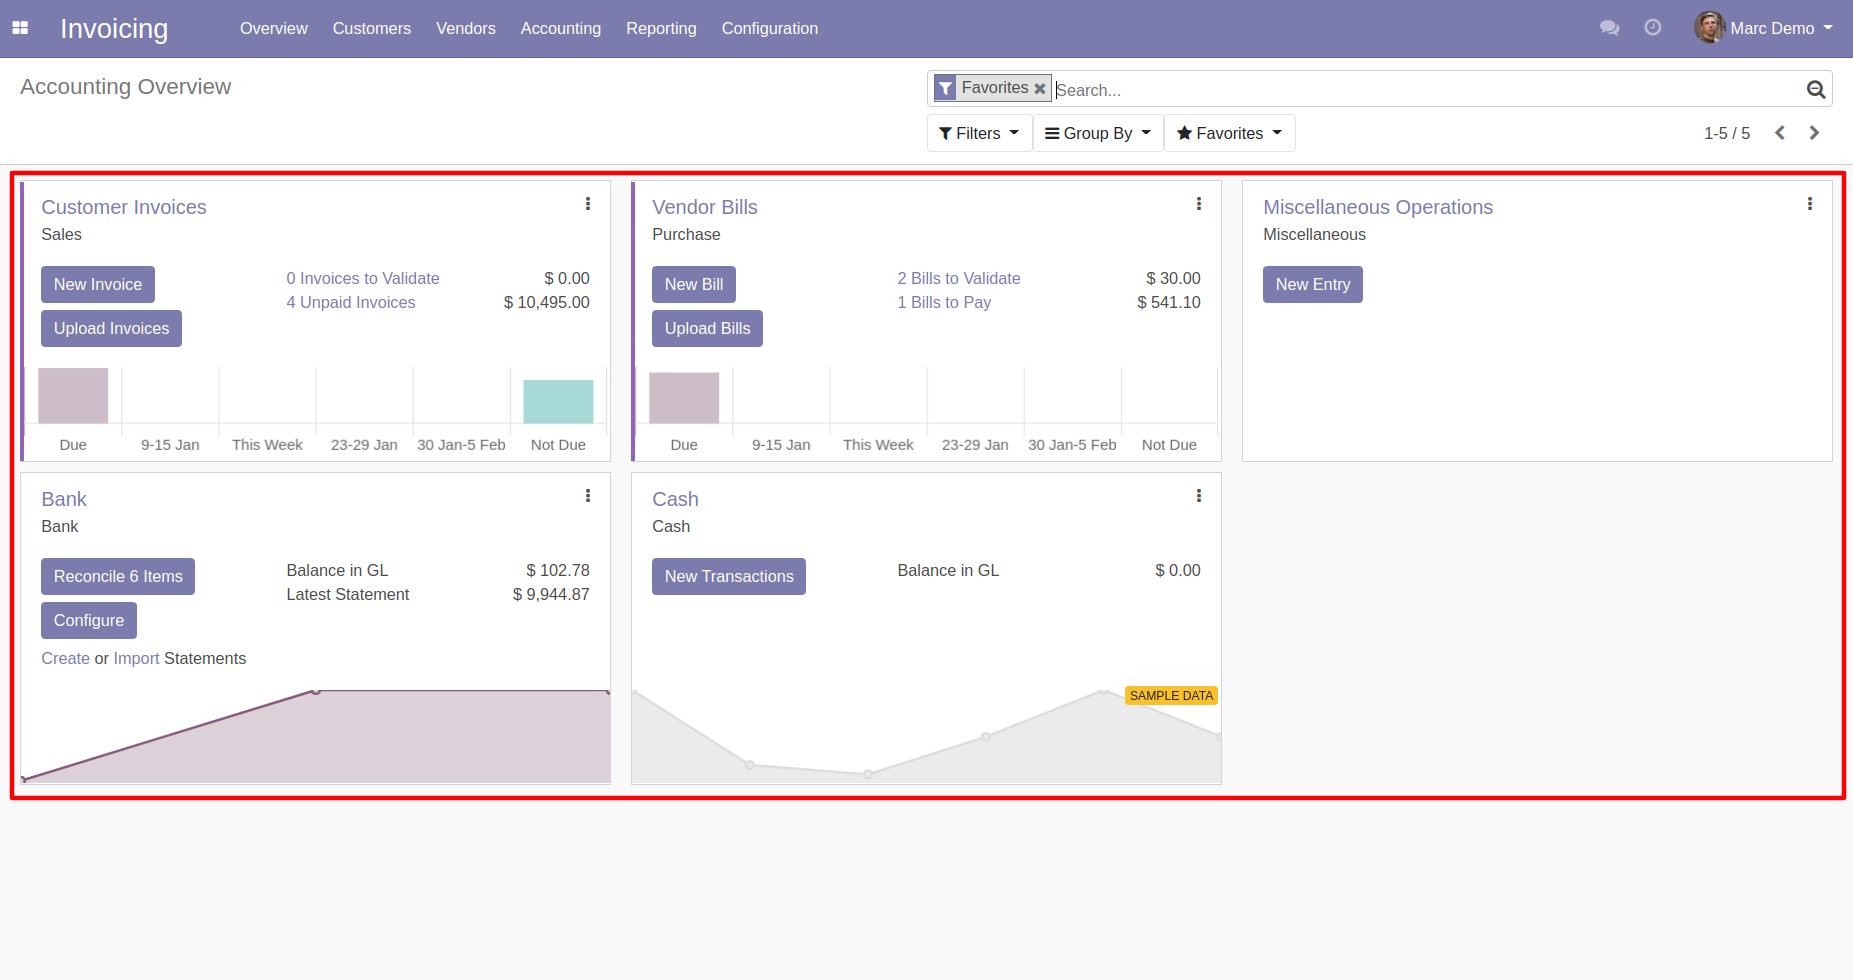 Invoicing Overview Customers Vendors Accounting Reporting Configuration Marc Demo
Accounting Overview
Favorites Search...
Filters Group By Favorites 1-5 / 5
Customer Invoices
Sales
New Invoice
Upload Invoices
0 Invoices to Validate $ 0.00
4 Unpaid Invoices $ 10,495.00
Due 9-15 Jan This Week 23-29 Jan 30 Jan-5 Feb Not Due
Vendor Bills
Purchase
New Bill
Upload Bills
2 Bills to Validate $ 30.00
1 Bills to Pay $ 541.10
Due 9-15 Jan This Week 23-29 Jan 30 Jan-5 Feb Not Due
Miscellaneous Operations
Miscellaneous
New Entry
Bank
Bank
Reconcile 6 Items
Configure
Create or Import Statements
Balance in GL $ 102.78
Latest Statement $ 9,944.87
Cash
Cash
New Transactions
Balance in GL $ 0.00
SAMPLE DATA